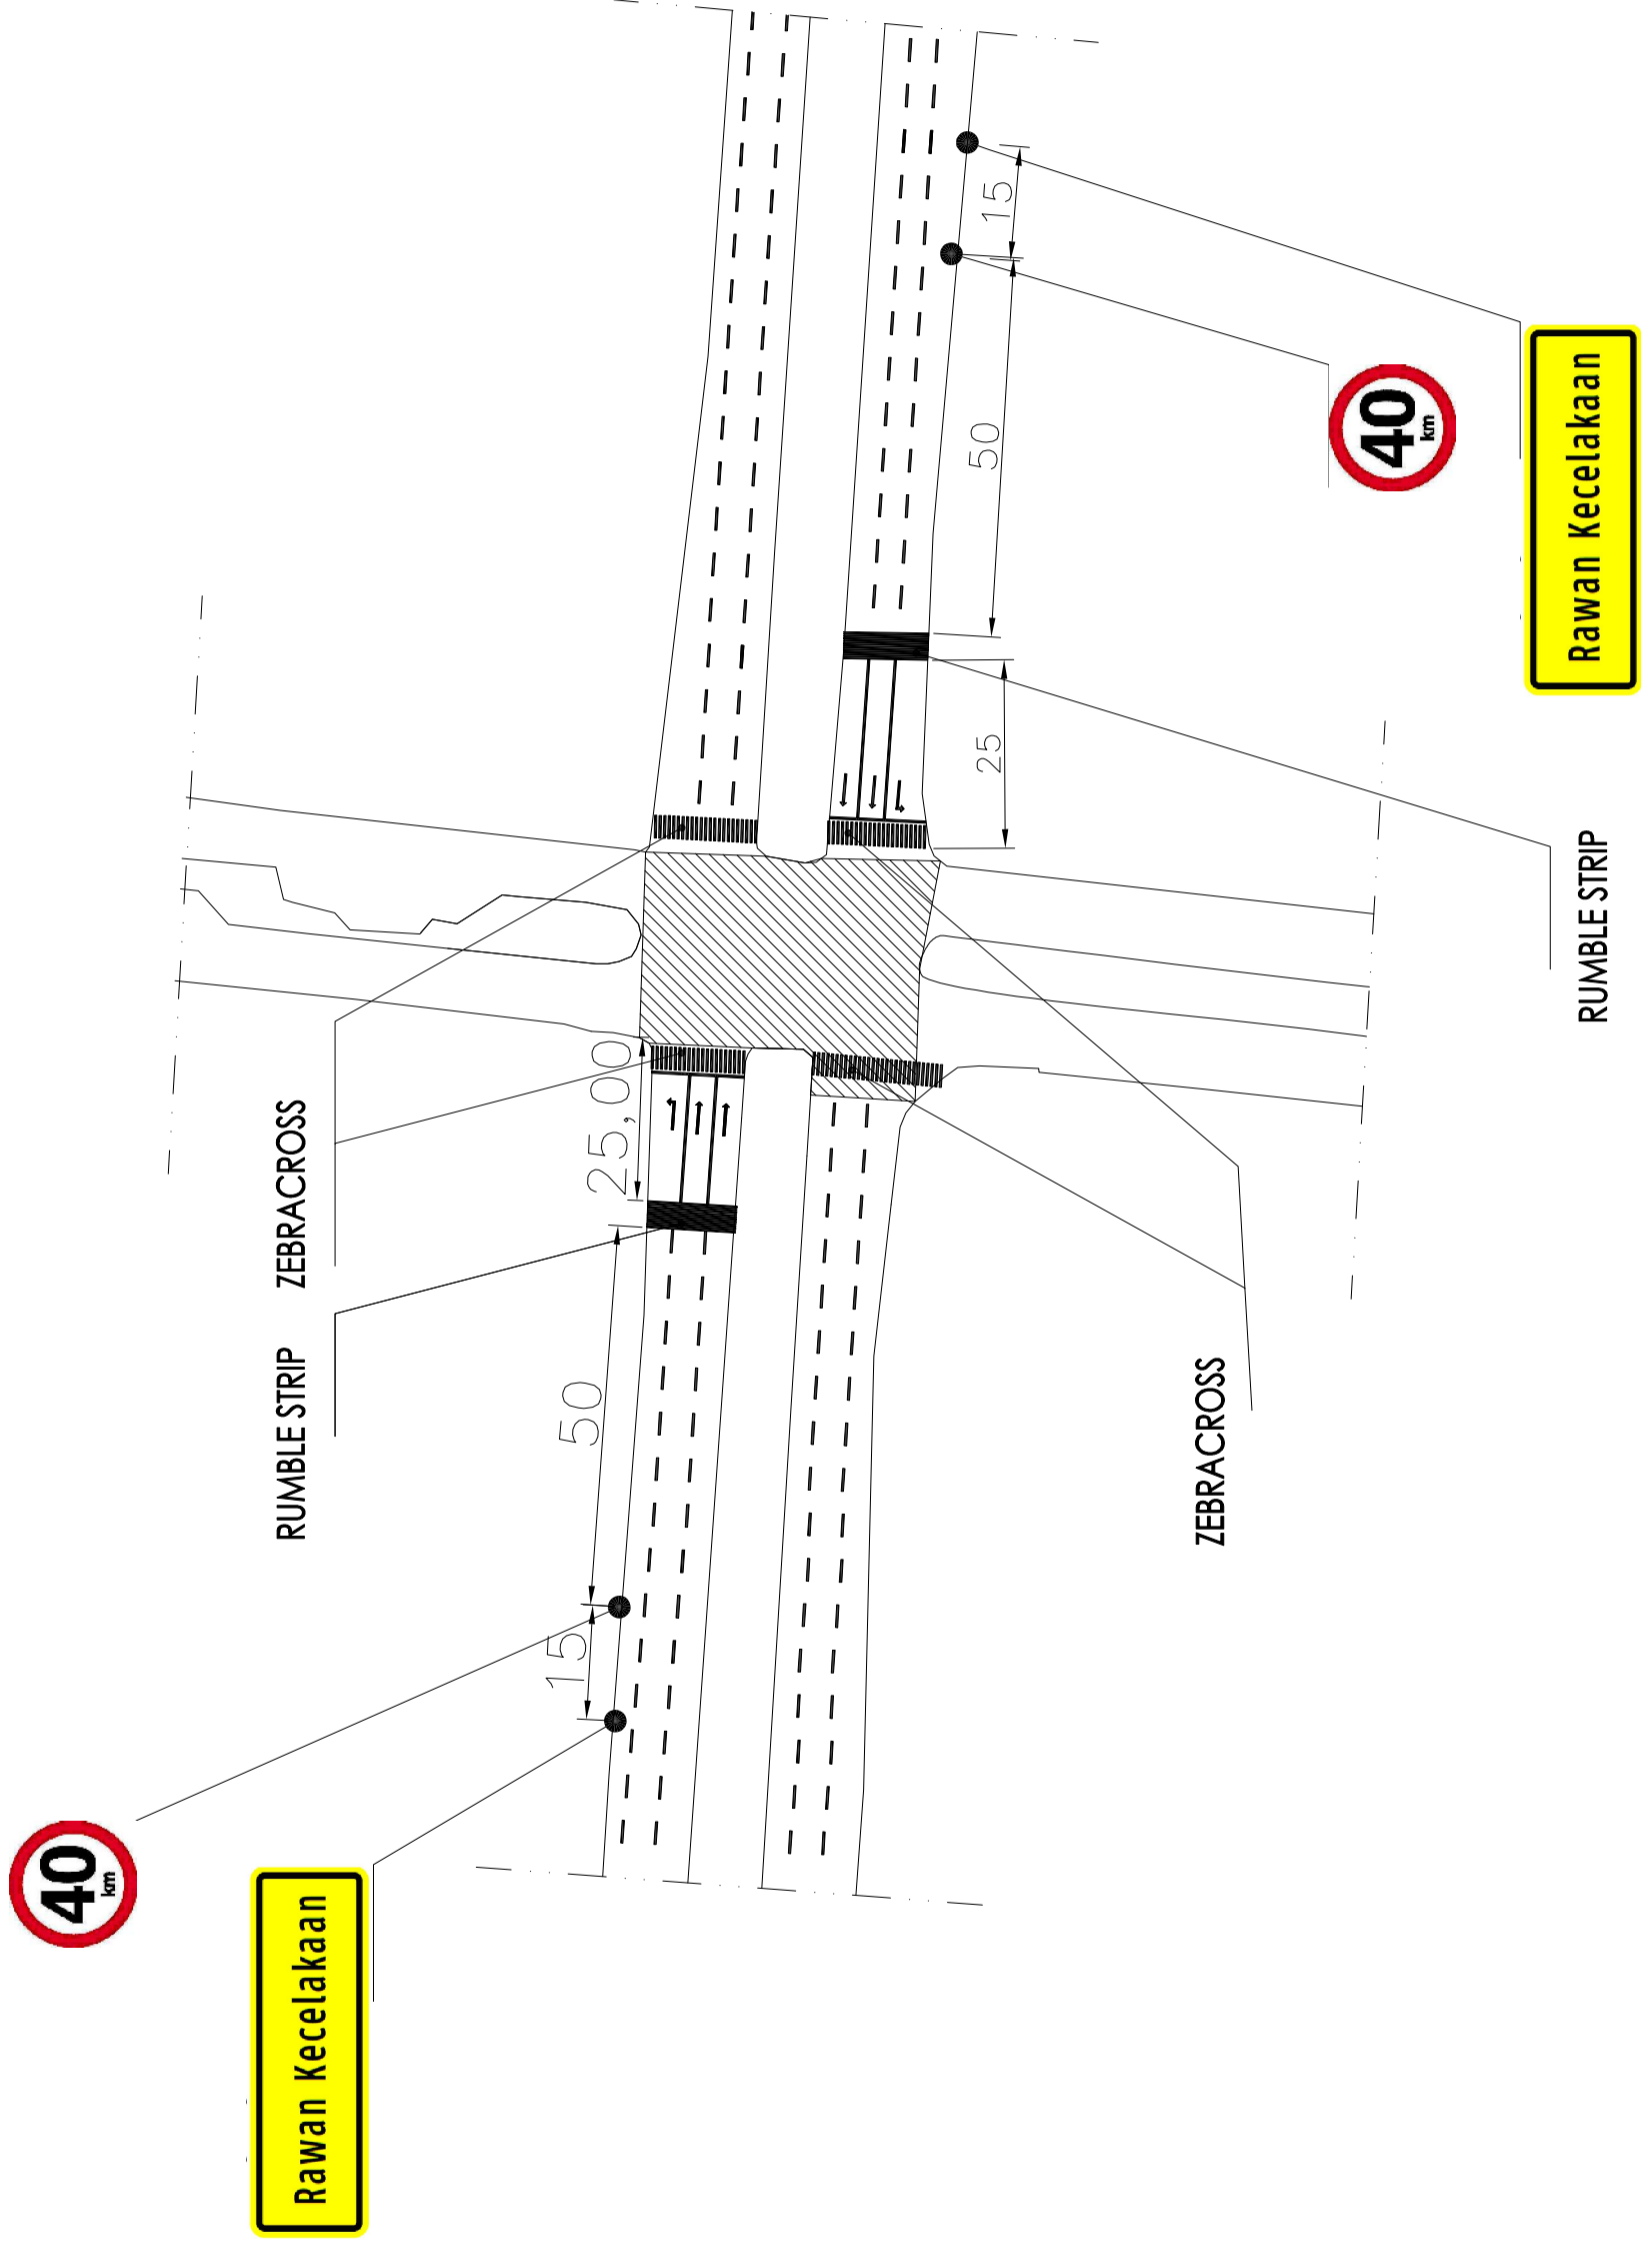 40
km
Rawan Kecelakaan
RUMBLE STRIP
ZEBRACROSS
15
50
25,00
ZEBRACROSS
25
50
15
40
km
Rawan Kecelakaan
RUMBLE STRIP